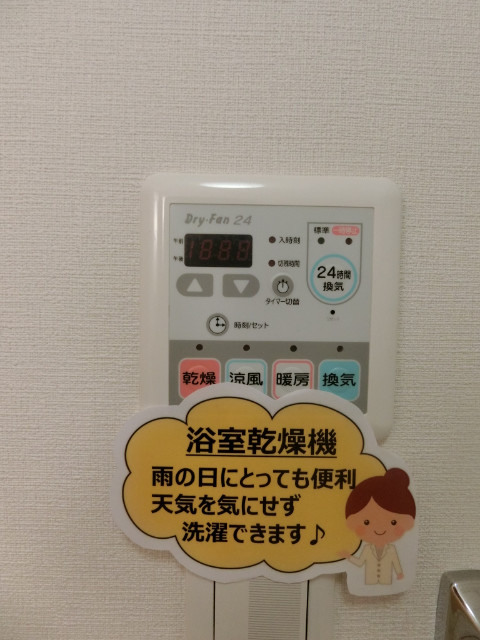 Dry-Fan 24
午前
午後
1888
入時刻
切残時間
標準
24時間
換気
タイマー切替
時刻/セット
乾燥
涼風
暖房
換気
浴室乾燥機
雨の日にとっても便利
天気を気にせず
洗濯できます♪